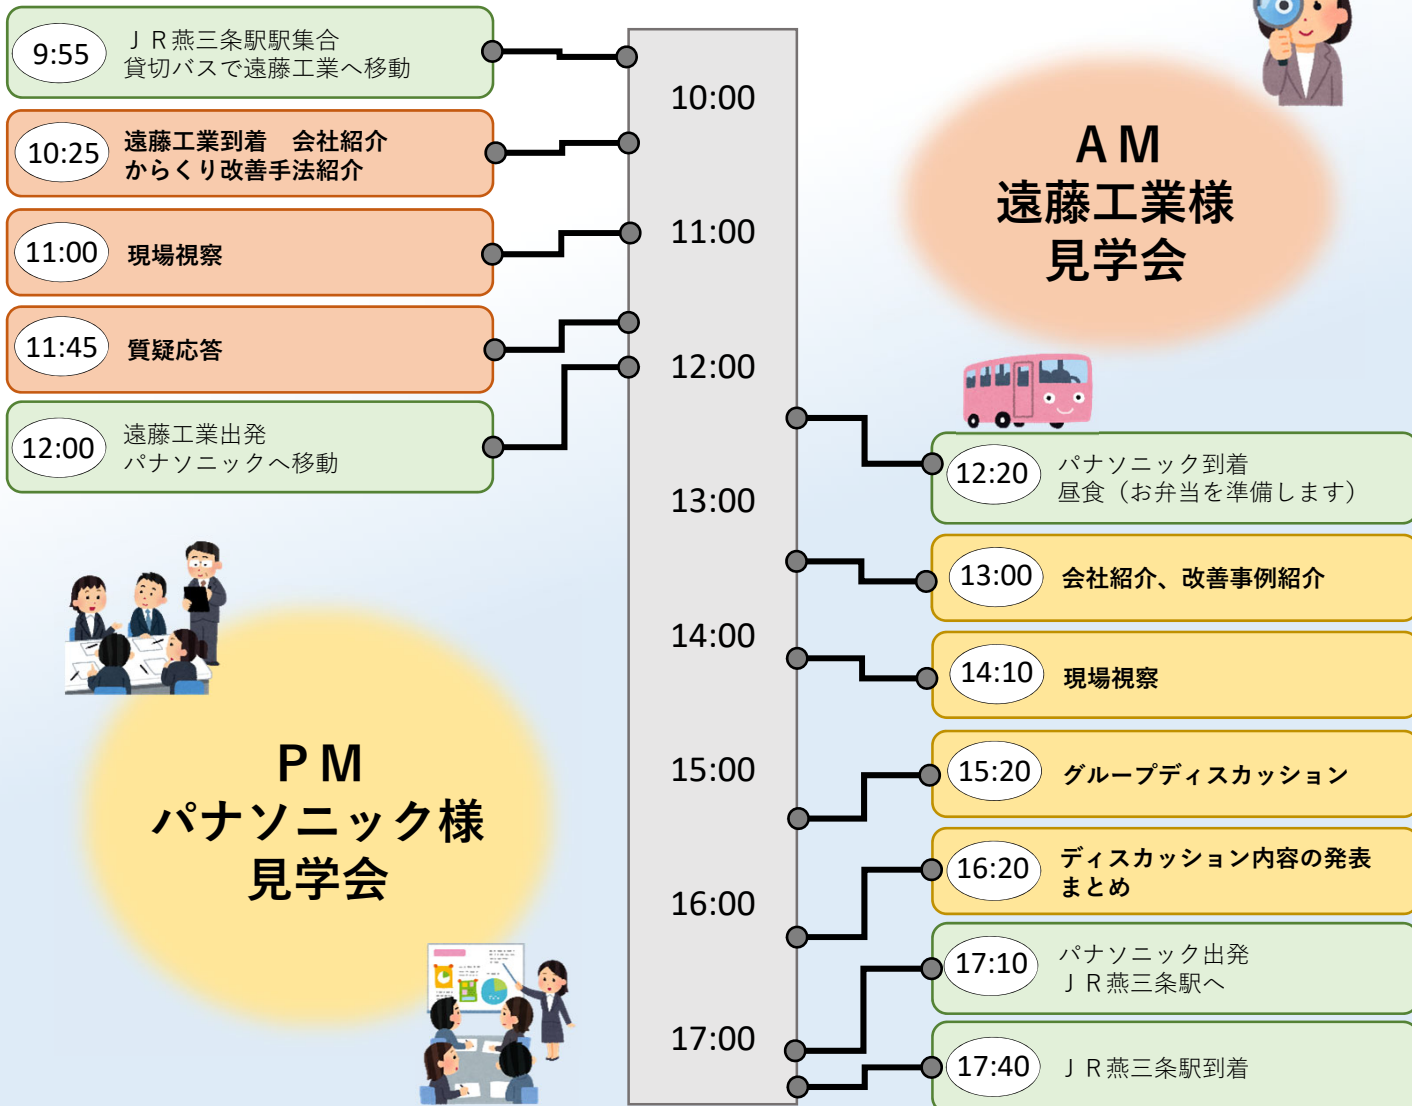 9:55
ＪＲ燕三条駅駅集合
貸切バスで遠藤工業へ移動
10:25
遠藤工業到着　会社紹介
からくり改善手法紹介
11:00
現場視察
11:45
質疑応答
12:00
遠藤工業出発
パナソニックへ移動
10:00
11:00
12:00
13:00
14:00
15:00
16:00
17:00
ＡＭ
遠藤工業様
見学会
12:20
パナソニック到着
昼食（お弁当を準備します）
13:00
会社紹介、改善事例紹介
14:10
現場視察
15:20
グループディスカッション
16:20
ディスカッション内容の発表
まとめ
17:10
パナソニック出発
ＪＲ燕三条駅へ
17:40
ＪＲ燕三条駅到着
ＰＭ
パナソニック様
見学会